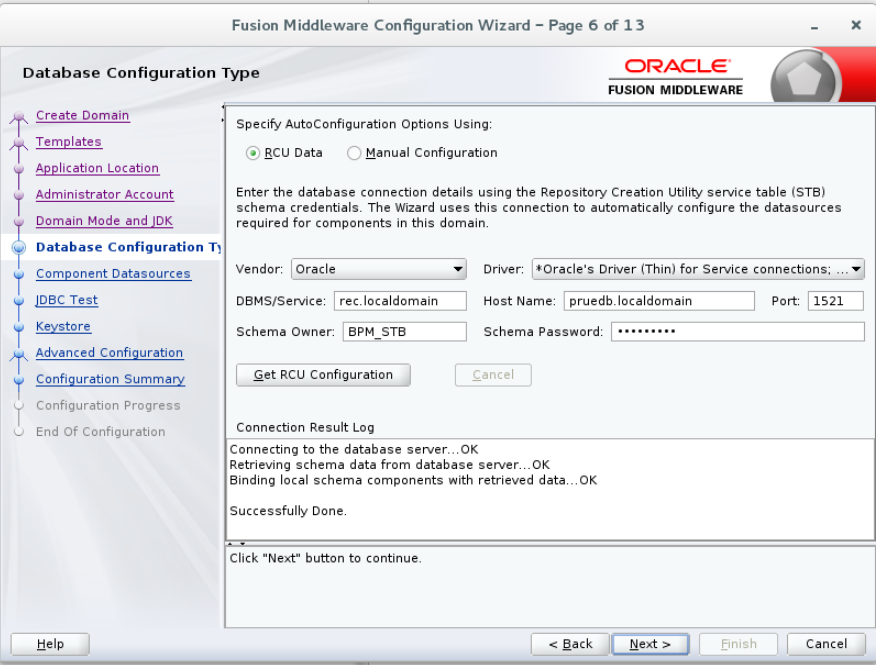 Fusion Middleware Configuration Wizard – Page 6 of 13
Database Configuration Type
ORACLE
FUSION MIDDLEWARE
Create Domain
Templates
Application Location
Administrator Account
Domain Mode and JDK
Database Configuration Ty
Component Datasources
JDBC Test
Keystore
Advanced Configuration
Configuration Summary
Configuration Progress
End Of Configuration
Specify AutoConfiguration Options Using:
RCU Data Manual Configuration
Enter the database connection details using the Repository Creation Utility service table (STB)
schema credentials. The Wizard uses this connection to automatically configure the datasources
required for components in this domain.
Vendor: Oracle Driver: *Oracle's Driver (Thin) for Service connections; ...
DBMS/Service: rec.localdomain Host Name: pruedb.localdomain Port: 1521
Schema Owner: BPM_STB Schema Password: •••••••••
Get RCU Configuration Cancel
Connection Result Log
Connecting to the database server...OK
Retrieving schema data from database server...OK
Binding local schema components with retrieved data...OK
Successfully Done.
Click "Next" button to continue.
Help < Back Next > Finish Cancel